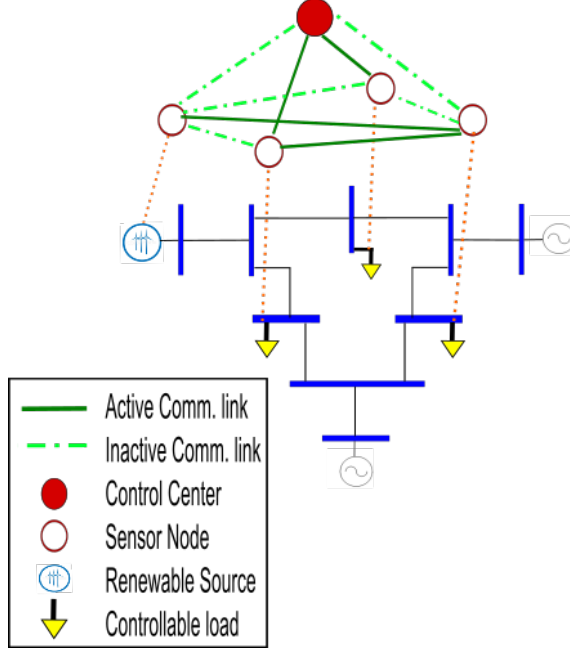 Active Comm. link
Inactive Comm. link
Control Center
Sensor Node
Renewable Source
Controllable load